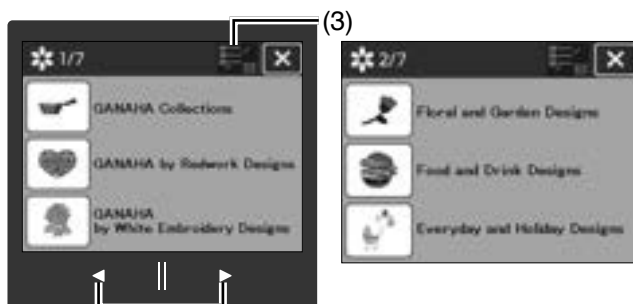 (3)
1/7
GANAHA Collections
GANAHA by Redwork Designs
GANAHA
by White Embroidery Designs
2/7
Floral and Garden Designs
Food and Drink Designs
Everyday and Holiday Designs